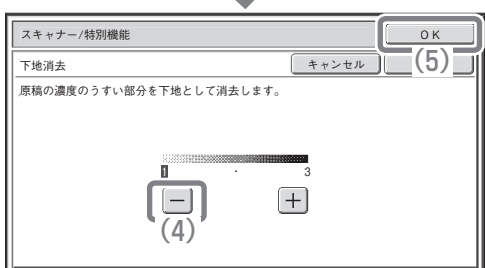 スキャナー/特別機能
OK
下地消去
キャンセル
(5)
原稿の濃度のうすい部分を下地として消去します。
1 · 3
− +
(4)